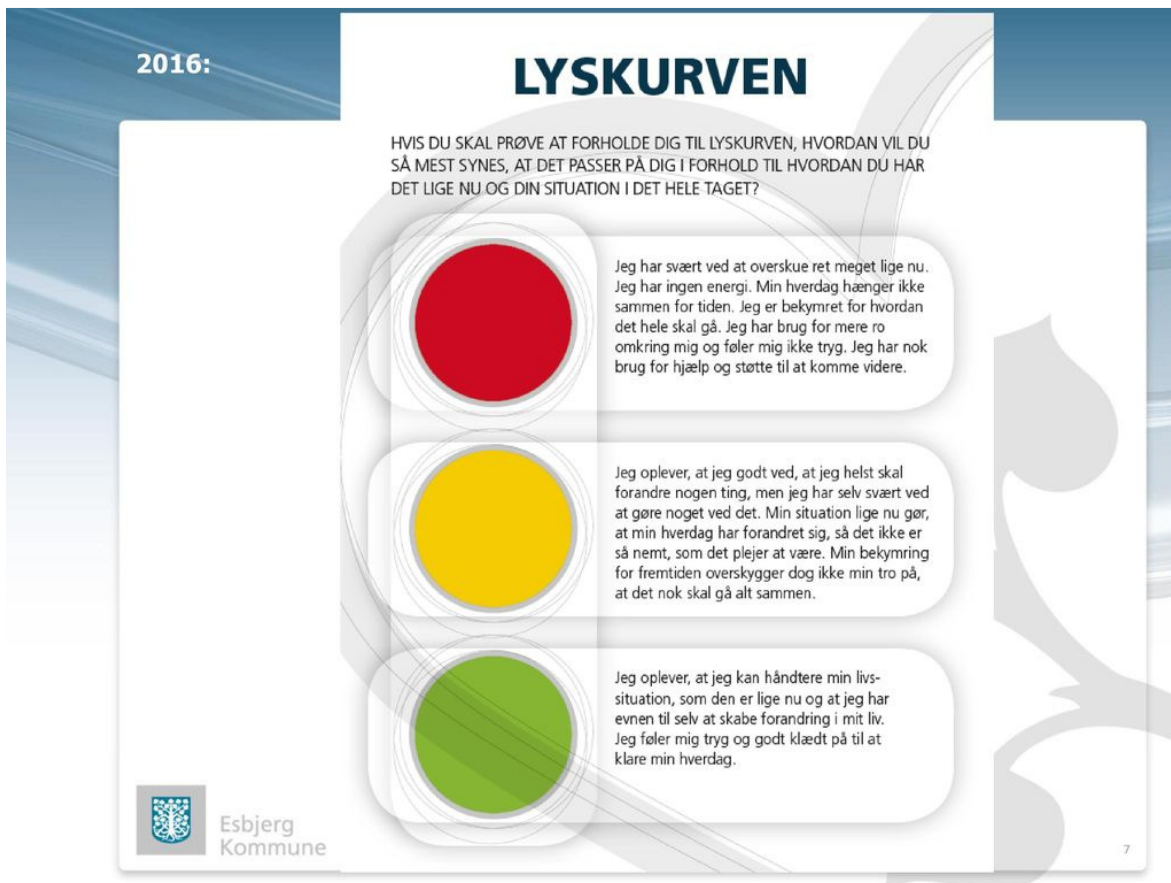 2016:
LYSKURVEN
HVIS DU SKAL PRØVE AT FORHOLDE DIG TIL LYSKURVEN, HVORDAN VIL DU
SÅ MEST SYNES, AT DET PASSER PÅ DIG I FORHOLD TIL HVORDAN DU HAR
DET LIGE NU OG DIN SITUATION I DET HELE TAGET?
Jeg har svært ved at overskue ret meget lige nu.
Jeg har ingen energi. Min hverdag hænger ikke
sammen for tiden. Jeg er bekymret for hvordan
det hele skal gå. Jeg har brug for mere ro
omkring mig og føler mig ikke tryg. Jeg har nok
brug for hjælp og støtte til at komme videre.
Jeg oplever, at jeg godt ved, at jeg helst skal
forandre nogen ting, men jeg har selv svært ved
at gøre noget ved det. Min situation lige nu gør,
at min hverdag har forandret sig, så det ikke er
så nemt, som det plejer at være. Min bekymring
for fremtiden overskygger dog ikke min tro på,
at det nok skal gå alt sammen.
Jeg oplever, at jeg kan håndtere min livs-
situation, som den er lige nu og at jeg har
evnen til selv at skabe forandring i mit liv.
Jeg føler mig tryg og godt klædt på til at
klare min hverdag.
Esbjerg
Kommune
7